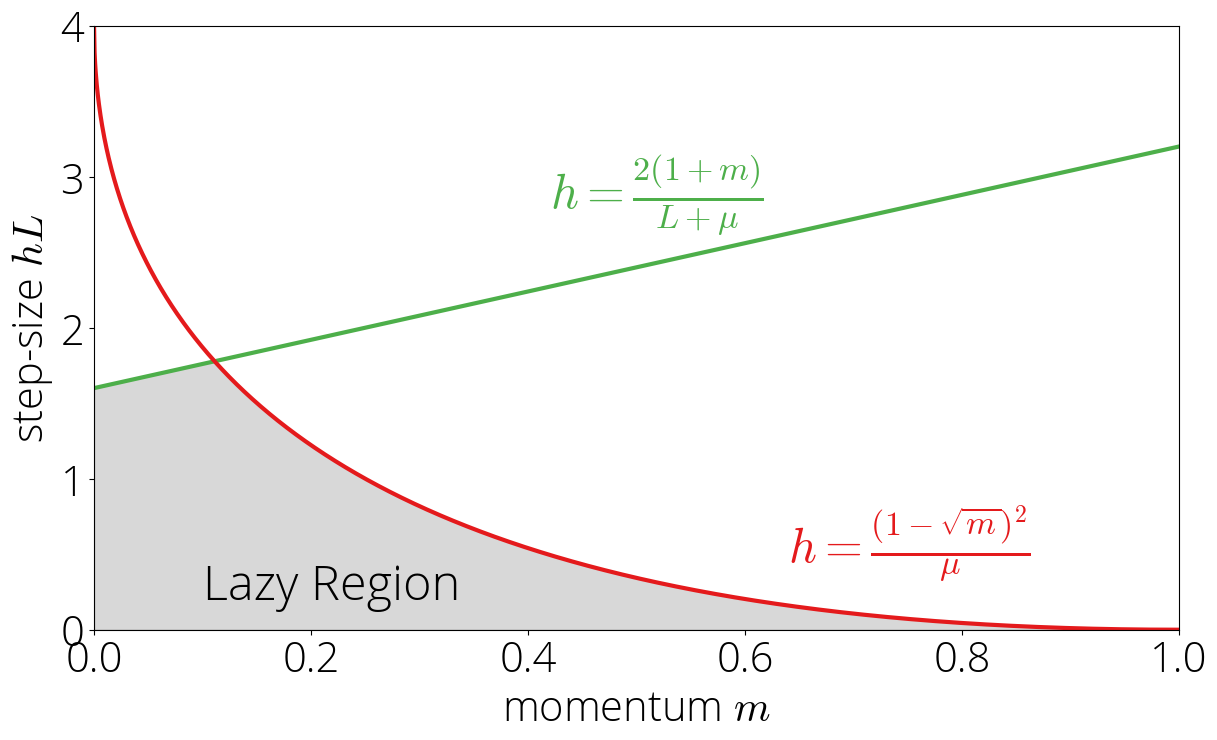 4
3
2
1
0
step-size hL
h = 2(1 + m) / L + μ
h = (1 − √m)² / μ
Lazy Region
0.0 0.2 0.4 0.6 0.8 1.0
momentum m